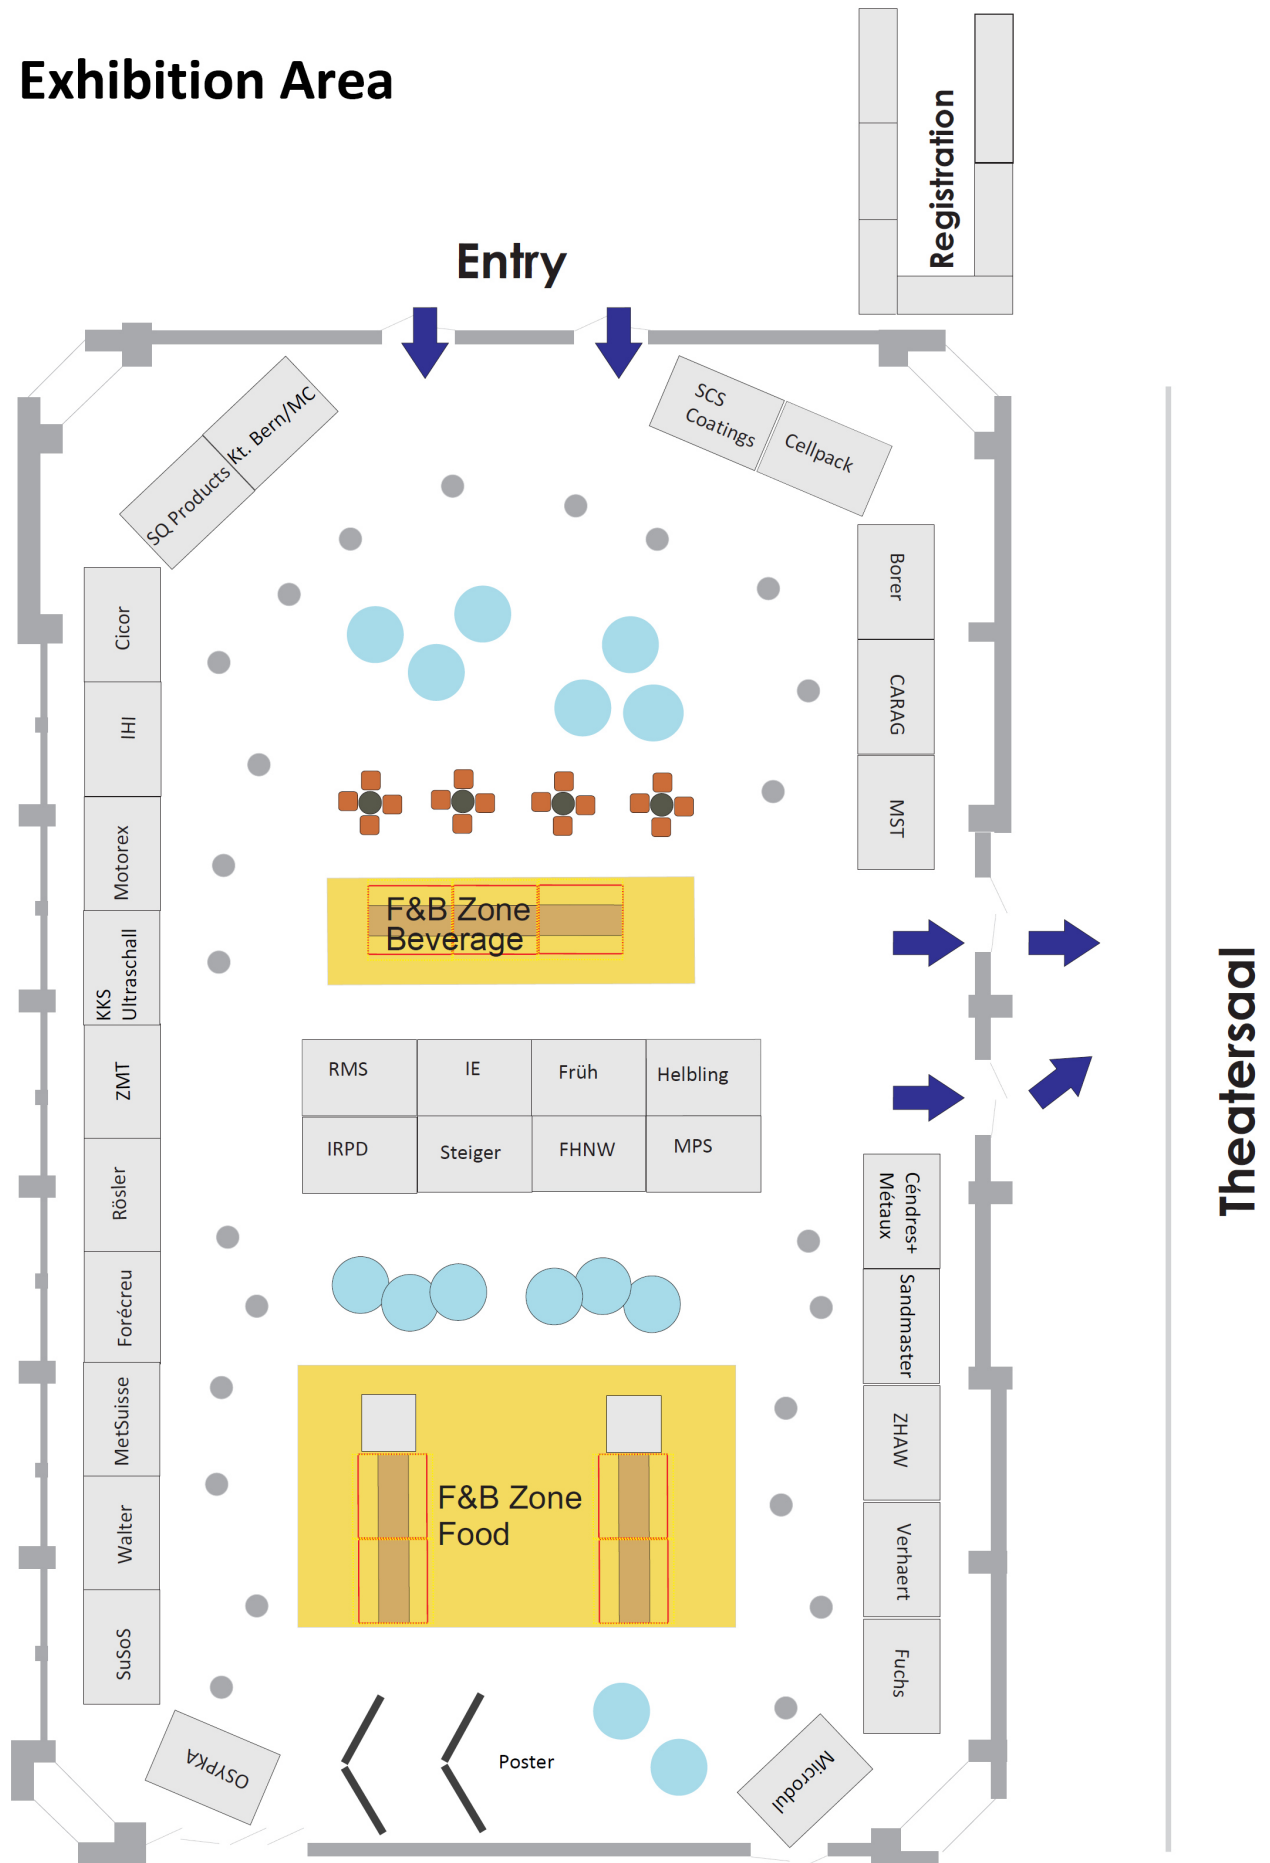 Exhibition Area
Registration
Entry
Kt. Bern/MC
SQ Products
SCS
Coatings
Cellpack
Cicor
IHI
Motorex
KKS
Ultraschall
ZMT
Rösler
Forécreu
MetSuisse
Walter
SuSoS
OSYPKA
Borer
CARAG
MST
F&B Zone
Beverage
RMS
IE
Früh
Helbling
IRPD
Steiger
FHNW
MPS
Theatersaal
Céndres+
Métaux
Sandmaster
ZHAW
Verhaert
Fuchs
Microdul
F&B Zone
Food
Poster